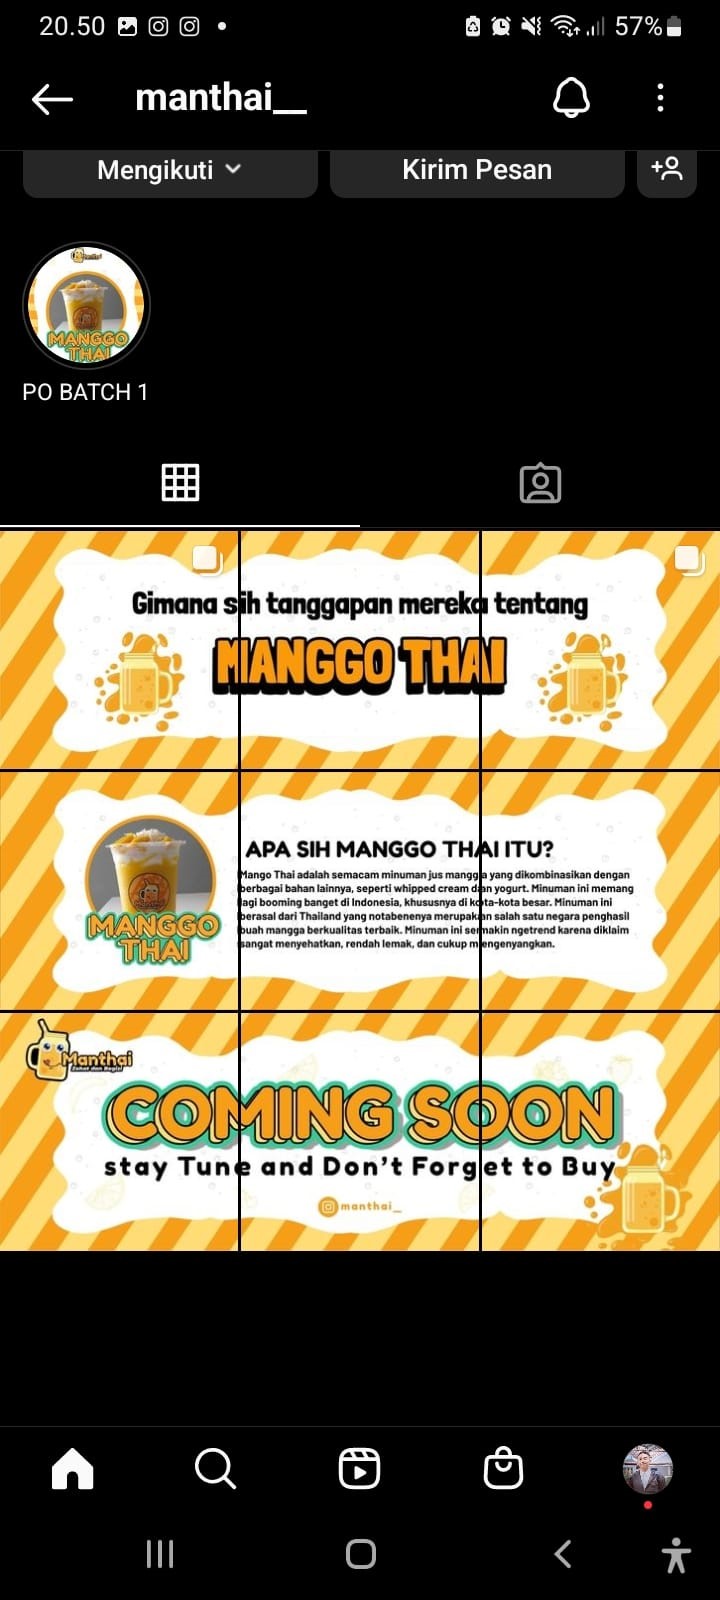 20.50
57%
manthai__
Mengikuti
Kirim Pesan
Manthai
MANGGO
THAI
PO BATCH 1
Gimana sih tanggapan mereka tentang
MANGGO THAI
MANGGO
THAI
APA SIH MANGGO THAI ITU?
Mango Thai adalah semacam minuman jus mangga yang dikombinasikan dengan
berbagai bahan lainnya, seperti whipped cream dan yogurt. Minuman ini memang
lagi booming banget di Indonesia, khususnya di kota-kota besar. Minuman ini
berasal dari Thailand yang notabenenya merupakan salah satu negara penghasil
buah mangga berkualitas terbaik. Minuman ini semakin ngetrend karena diklaim
sangat menyehatkan, rendah lemak, dan cukup mengenyangkan.
Manthai
Sehat dan Bergizi
COMING SOON
stay Tune and Don't Forget to Buy
manthai_